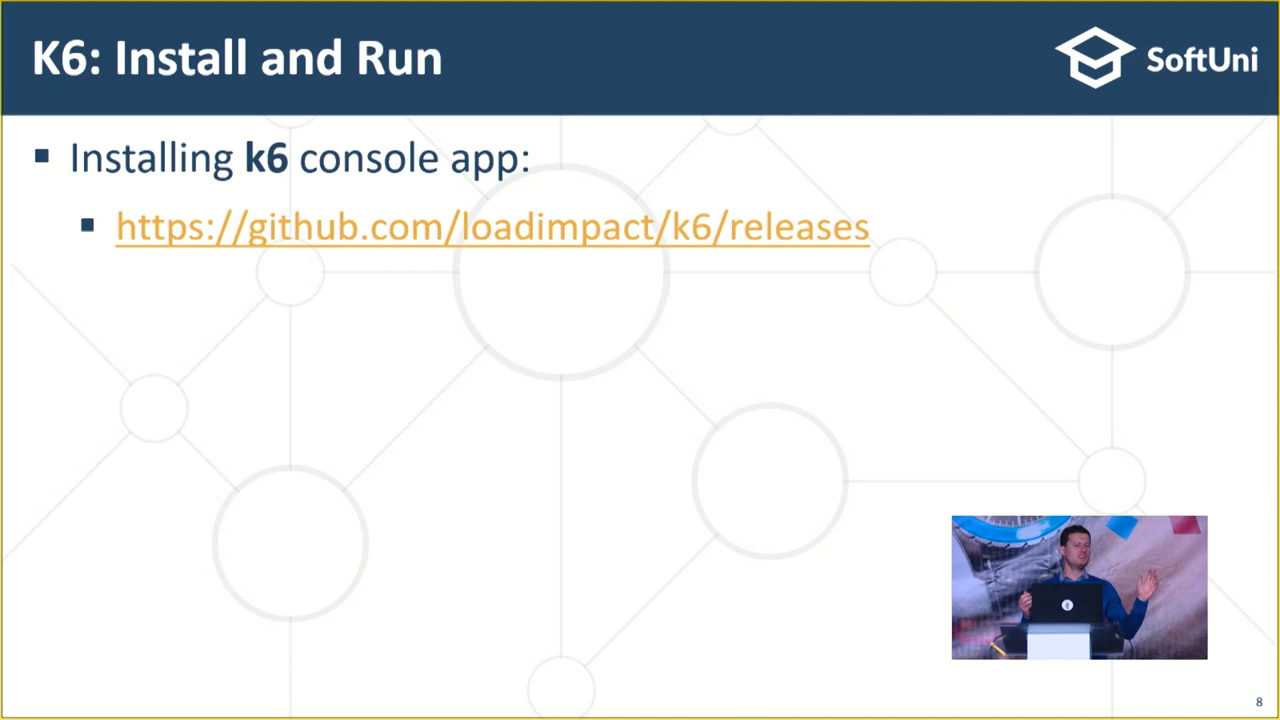 K6: Install and Run
SoftUni
Installing k6 console app:
https://github.com/loadimpact/k6/releases
8